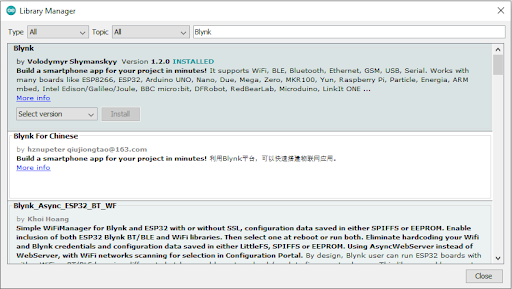 Library Manager
Type All Topic All Blynk
Blynk
by Volodymyr Shymanskyy Version 1.2.0 INSTALLED
Build a smartphone app for your project in minutes! It supports WiFi, BLE, Bluetooth, Ethernet, GSM, USB, Serial. Works with
many boards like ESP8266, ESP32, Arduino UNO, Nano, Due, Mega, Zero, MKR100, Yun, Raspberry Pi, Particle, Energia, ARM
mbed, Intel Edison/Galileo/Joule, BBC micro:bit, DFRobot, RedBearLab, Microduino, LinkIt ONE ...
More info
Select version Install
Blynk For Chinese
by hznupeter qiujiongtao@163.com
Build a smartphone app for your project in minutes! 利用Blynk平台，可以快速搭建物联网应用。
More info
Blynk_Async_ESP32_BT_WF
by Khoi Hoang
Simple WiFiManager for Blynk and ESP32 with or without SSL, configuration data saved in either SPIFFS or EEPROM. Enable
inclusion of both ESP32 Blynk BT/BLE and WiFi libraries. Then select one at reboot or run both. Eliminate hardcoding your Wifi
and Blynk credentials and configuration data saved in either LittleFS, SPIFFS or EEPROM. Using AsyncWebServer instead of
WebServer, with WiFi networks scanning for selection in Configuration Portal. By design, Blynk user can run ESP32 boards with
Close